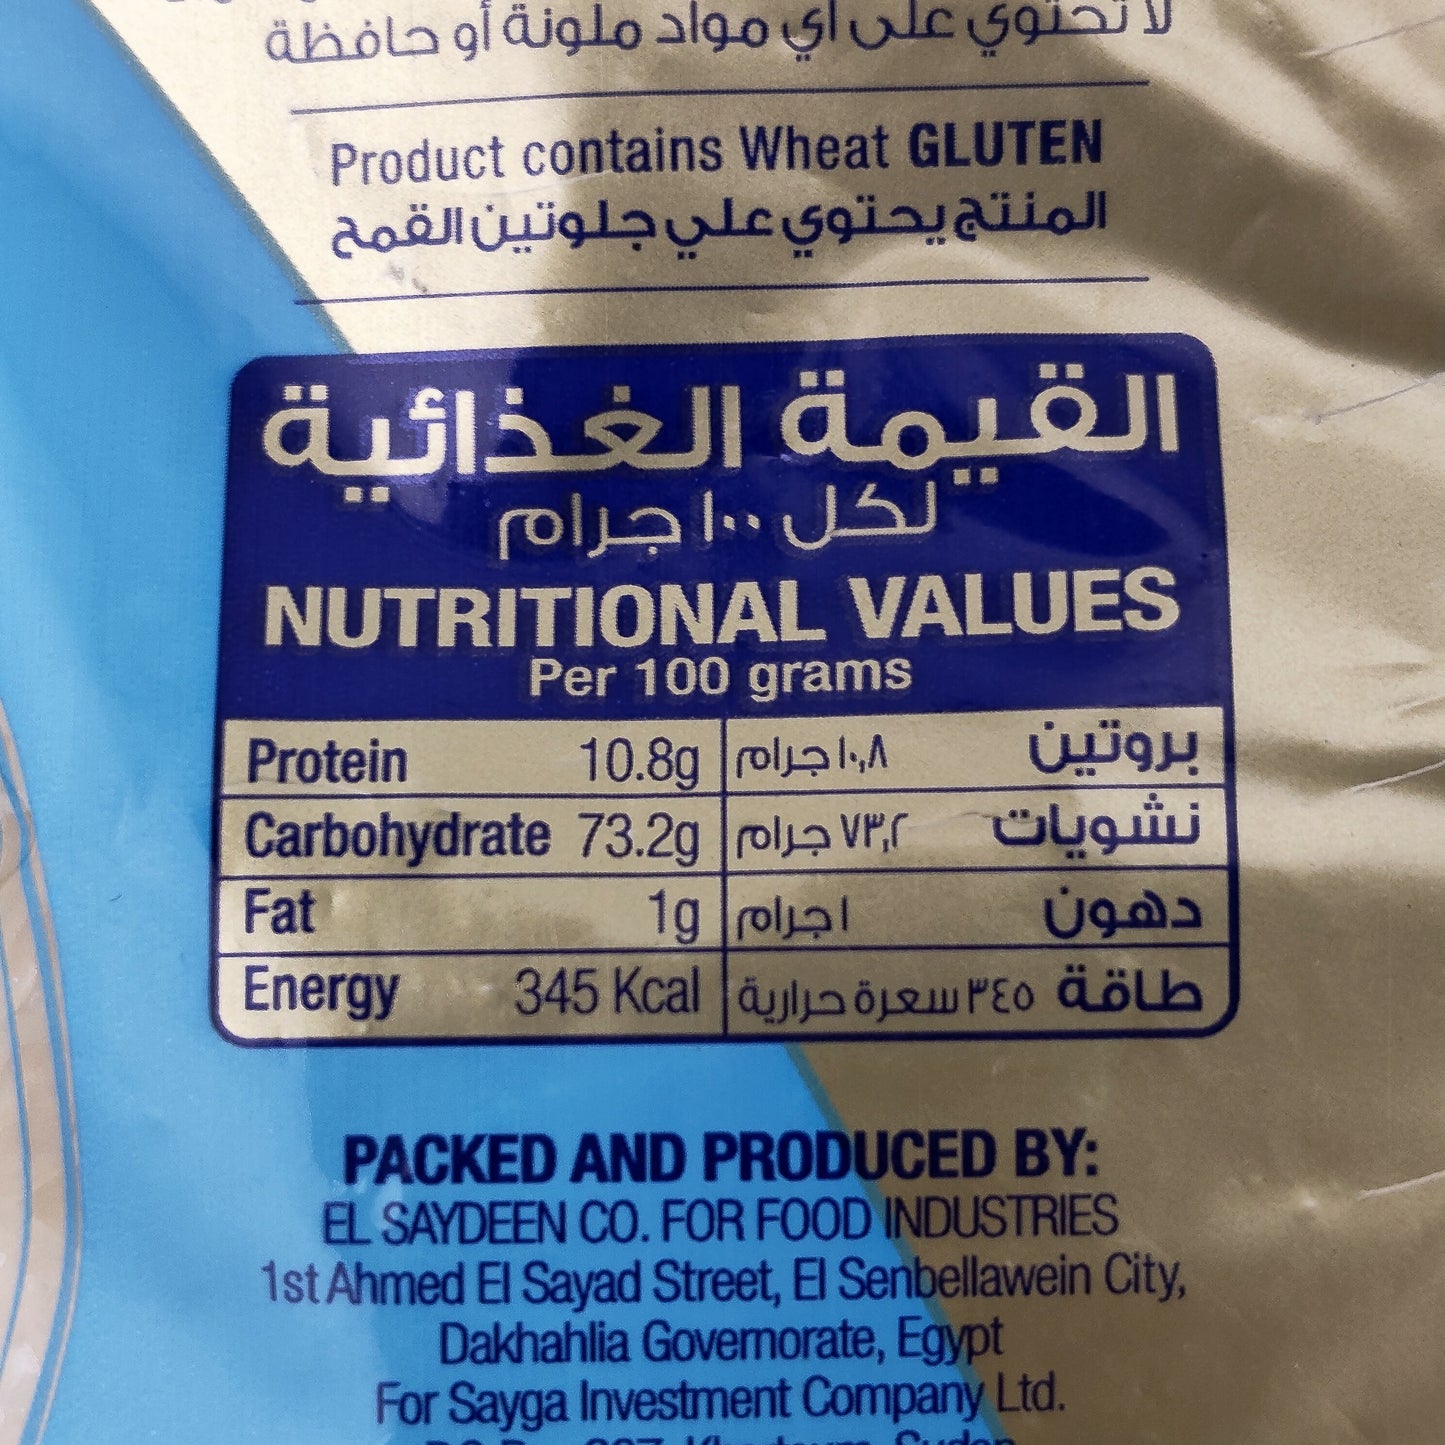 لا تحتوي على أي مواد ملونة أو حافظة
Product contains Wheat GLUTEN
المنتج يحتوي علي جلوتين القمح
القيمة الغذائية
لكل ١٠٠ جرام
NUTRITIONAL VALUES
Per 100 grams
Protein 10.8g ١٠,٨ جرام بروتين
Carbohydrate 73.2g ٧٣,٢ جرام نشويات
Fat 1g ١ جرام دهون
Energy 345 Kcal ٣٤٥ سعرة حرارية طاقة
PACKED AND PRODUCED BY:
EL SAYDEEN CO. FOR FOOD INDUSTRIES
1st Ahmed El Sayad Street, El Senbellawein City,
Dakhahlia Governorate, Egypt
For Sayga Investment Company Ltd.